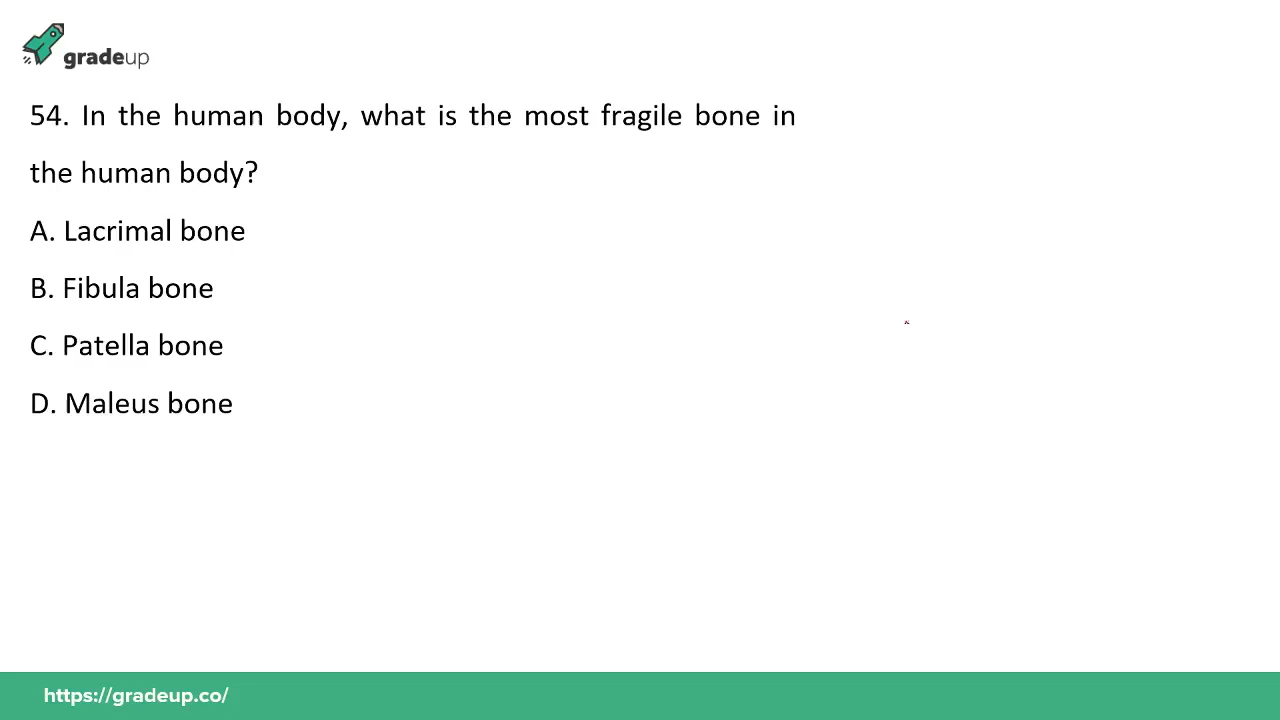 gradeup
54. In the human body, what is the most fragile bone in
the human body?
A. Lacrimal bone
B. Fibula bone
C. Patella bone
D. Maleus bone
https://gradeup.co/